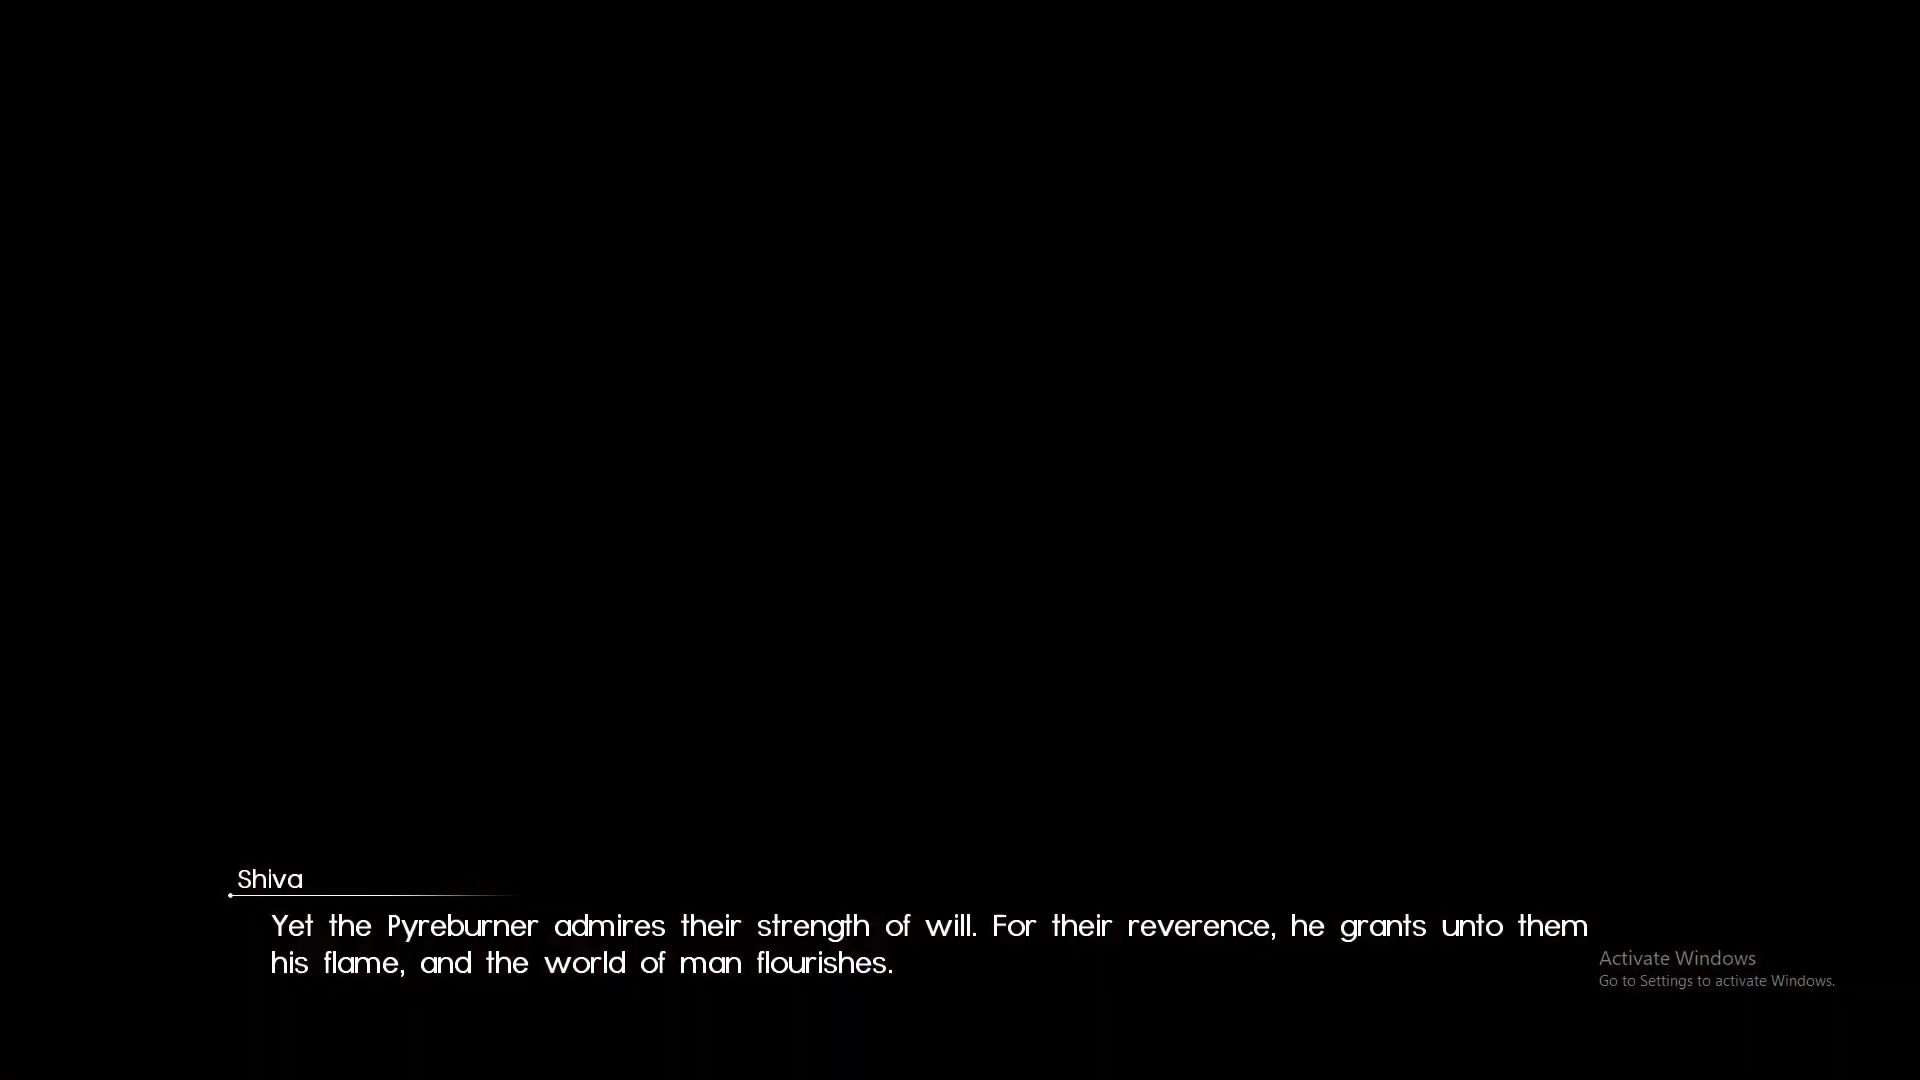 Shiva
Yet the Pyreburner admires their strength of will. For their reverence, he grants unto them
his flame, and the world of man flourishes.
Activate Windows
Go to Settings to activate Windows.